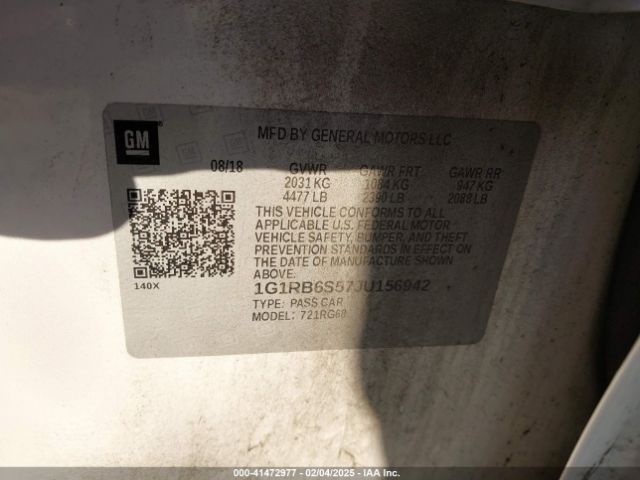 GM
MFD BY GENERAL MOTORS LLC
08/18 GVWR GAWR FRT GAWR RR
2031 KG 1084 KG 947 KG
4477 LB 2390 LB 2088 LB
THIS VEHICLE CONFORMS TO ALL
APPLICABLE U.S. FEDERAL MOTOR
VEHICLE SAFETY, BUMPER, AND THEFT
PREVENTION STANDARDS IN EFFECT
ON THE DATE OF MANUFACTURE SHOWN
ABOVE:
1G1RB6S57JU156942
TYPE: PASS CAR
MODEL: 721RG68
140X
000-41472977 - 02/04/2025 - IAA Inc.